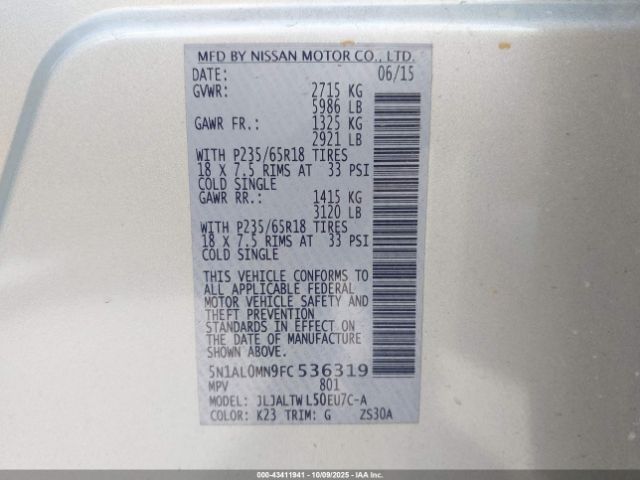 MFD BY NISSAN MOTOR CO., LTD.
DATE: 06/15
GVWR: 2715 KG
5986 LB
GAWR FR.: 1325 KG
2921 LB
WITH P235/65R18 TIRES
18 X 7.5 RIMS AT 33 PSI
COLD SINGLE
GAWR RR.: 1415 KG
3120 LB
WITH P235/65R18 TIRES
18 X 7.5 RIMS AT 33 PSI
COLD SINGLE
THIS VEHICLE CONFORMS TO
ALL APPLICABLE FEDERAL
MOTOR VEHICLE SAFETY AND
THEFT PREVENTION
STANDARDS IN EFFECT ON
THE DATE OF MANUFACTURE
SHOWN ABOVE.
5N1AL0MN9FC536319
MPV 801
MODEL: JLJALTWL50EU7C-A
COLOR: K23 TRIM: G ZS30A
000-43411941 - 10/09/2025 - IAAI.com